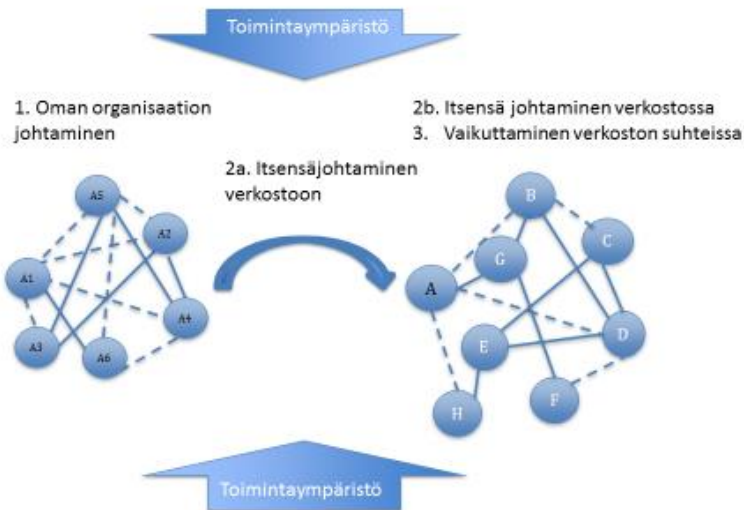 Toimintaympäristö
1. Oman organisaation
johtaminen
2a. Itsensäjohtaminen
verkostoon
2b. Itsensä johtaminen verkostossa
3. Vaikuttaminen verkoston suhteissa
A5
A2
A1
A4
A3
A6
B
C
G
A
D
E
F
H
Toimintaympäristö